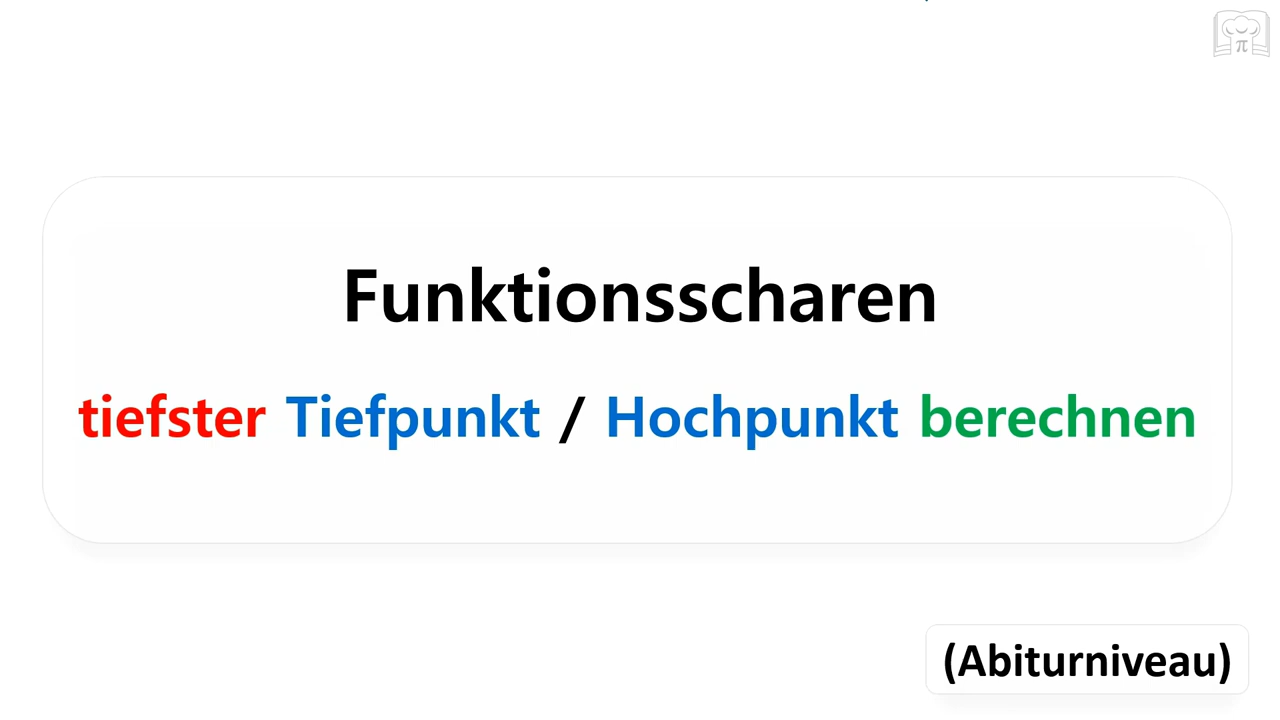 π
Funktionsscharen
tiefster Tiefpunkt / Hochpunkt berechnen
(Abiturniveau)